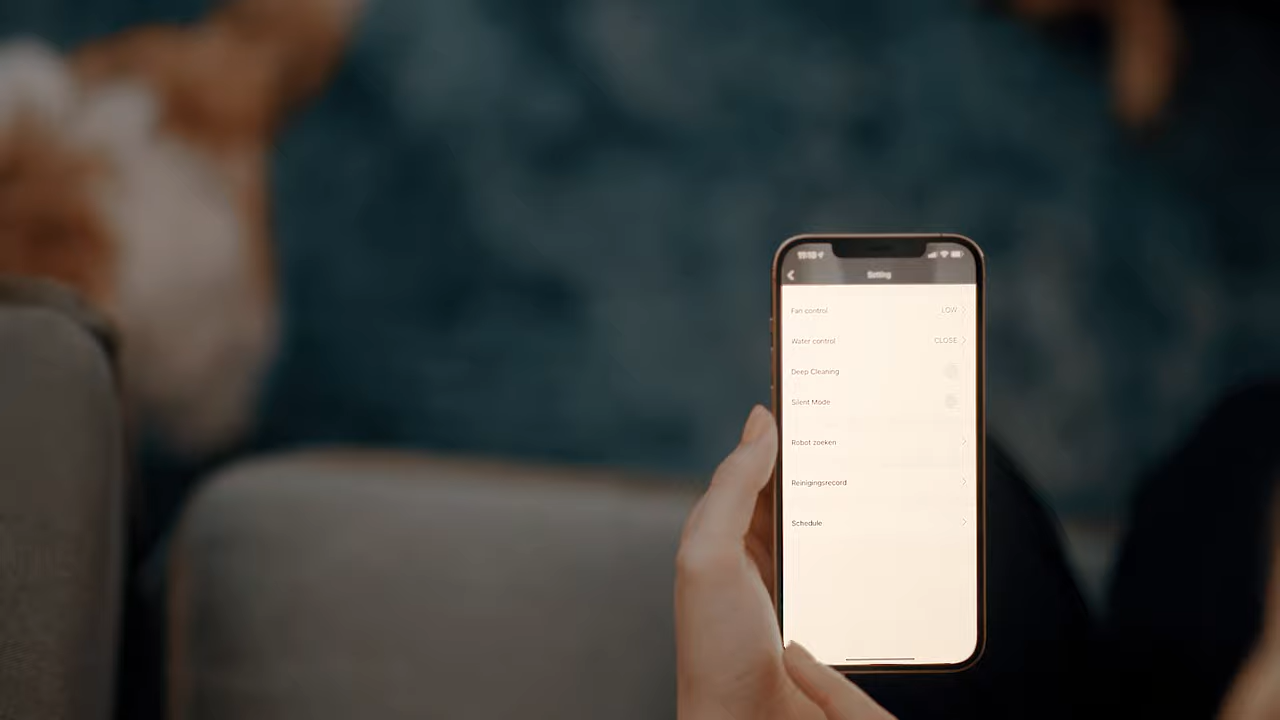 Setting
Fan control LOW
Water control CLOSE
Deep Cleaning
Silent Mode
Robot zoeken
Reinigingsrecord
Schedule